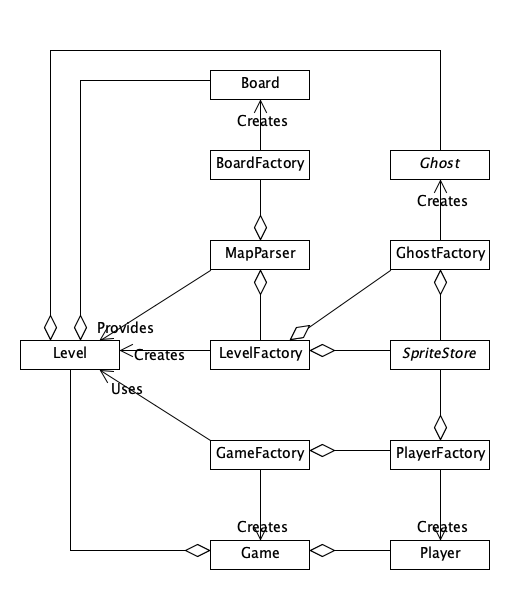 Board
Creates
BoardFactory
Ghost
Creates
MapParser
GhostFactory
Provides
Level
Creates
LevelFactory
SpriteStore
Uses
GameFactory
PlayerFactory
Creates
Creates
Game
Player